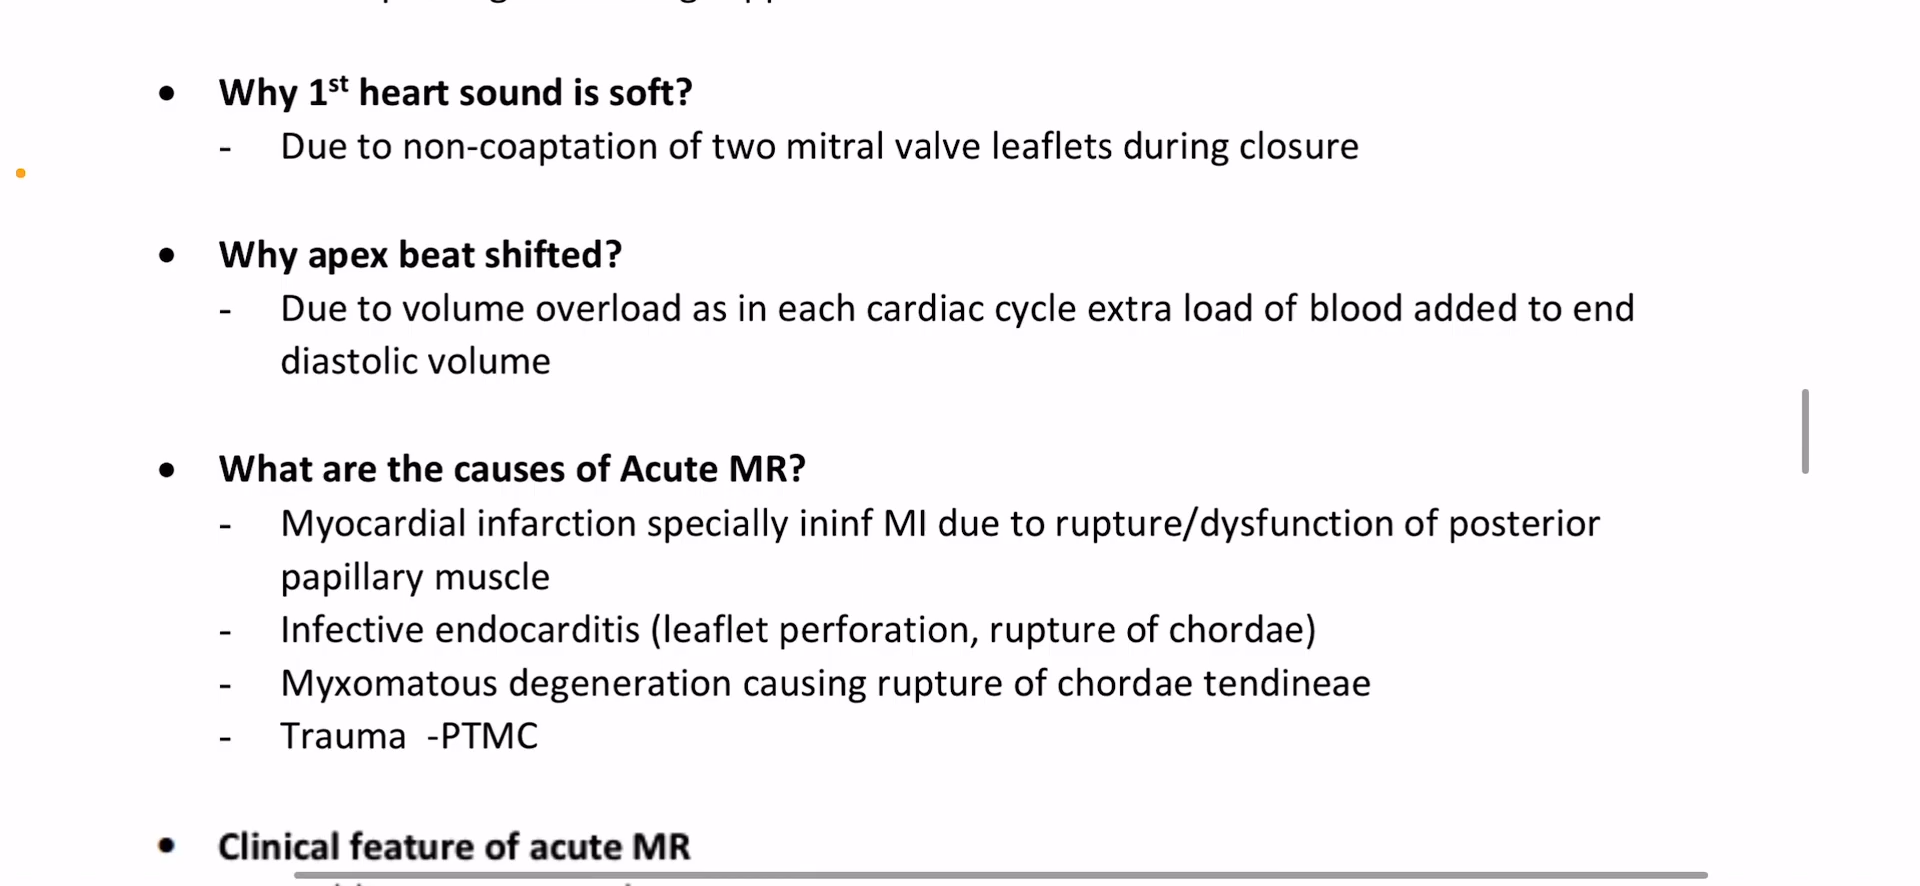 • Why 1st heart sound is soft?
- Due to non-coaptation of two mitral valve leaflets during closure
• Why apex beat shifted?
- Due to volume overload as in each cardiac cycle extra load of blood added to end
diastolic volume
• What are the causes of Acute MR?
- Myocardial infarction specially ininf MI due to rupture/dysfunction of posterior
papillary muscle
- Infective endocarditis (leaflet perforation, rupture of chordae)
- Myxomatous degeneration causing rupture of chordae tendineae
- Trauma -PTMC
• Clinical feature of acute MR